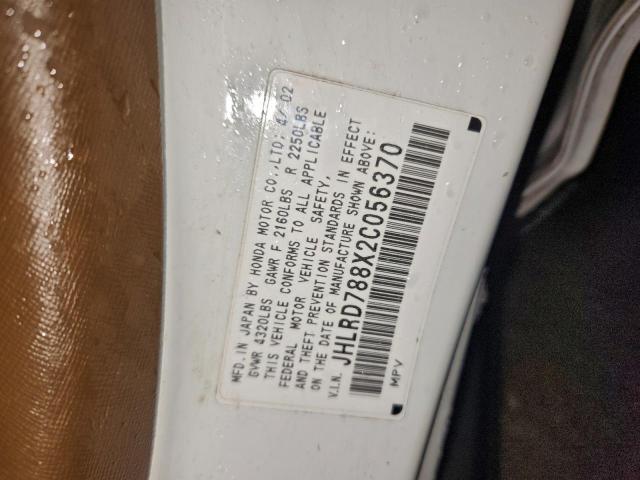 MFD. IN JAPAN BY HONDA MOTOR CO.,LTD. 4/02
GVWR 4320LBS GAWR F 2160LBS R 2250LBS
THIS VEHICLE CONFORMS TO ALL APPLICABLE
FEDERAL MOTOR VEHICLE SAFETY,
AND THEFT PREVENTION STANDARDS IN EFFECT
ON THE DATE OF MANUFACTURE SHOWN ABOVE:
V.I.N. JHLRD788X2C056370
MPV